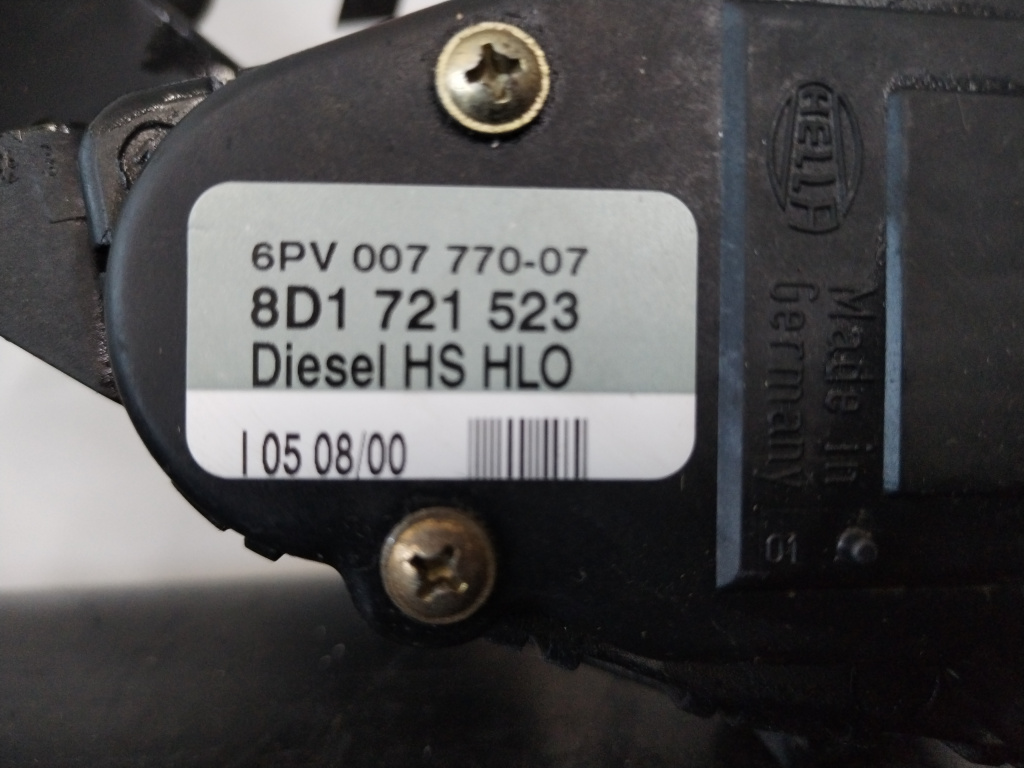 6PV 007 770-07
8D1 721 523
Diesel HS HLO
I 05 08/00
HELLA
Made in
Germany
01